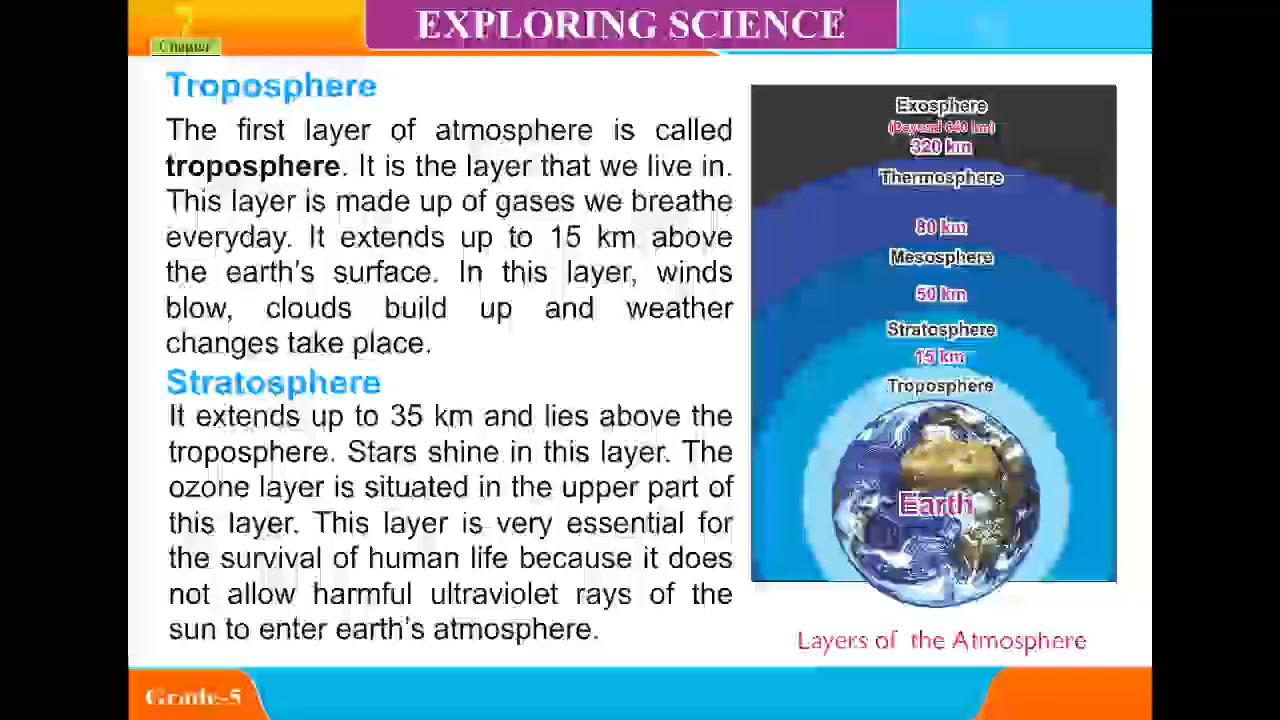 7
Chapter
EXPLORING SCIENCE
Troposphere
The first layer of atmosphere is called
troposphere. It is the layer that we live in.
This layer is made up of gases we breathe
everyday. It extends up to 15 km above
the earth's surface. In this layer, winds
blow, clouds build up and weather
changes take place.
Stratosphere
It extends up to 35 km and lies above the
troposphere. Stars shine in this layer. The
ozone layer is situated in the upper part of
this layer. This layer is very essential for
the survival of human life because it does
not allow harmful ultraviolet rays of the
sun to enter earth's atmosphere.
Exosphere
(Beyond 640 km)
320 km
Thermosphere
80 km
Mesosphere
50 km
Stratosphere
15 km
Troposphere
Earth
Layers of the Atmosphere
Grade-5